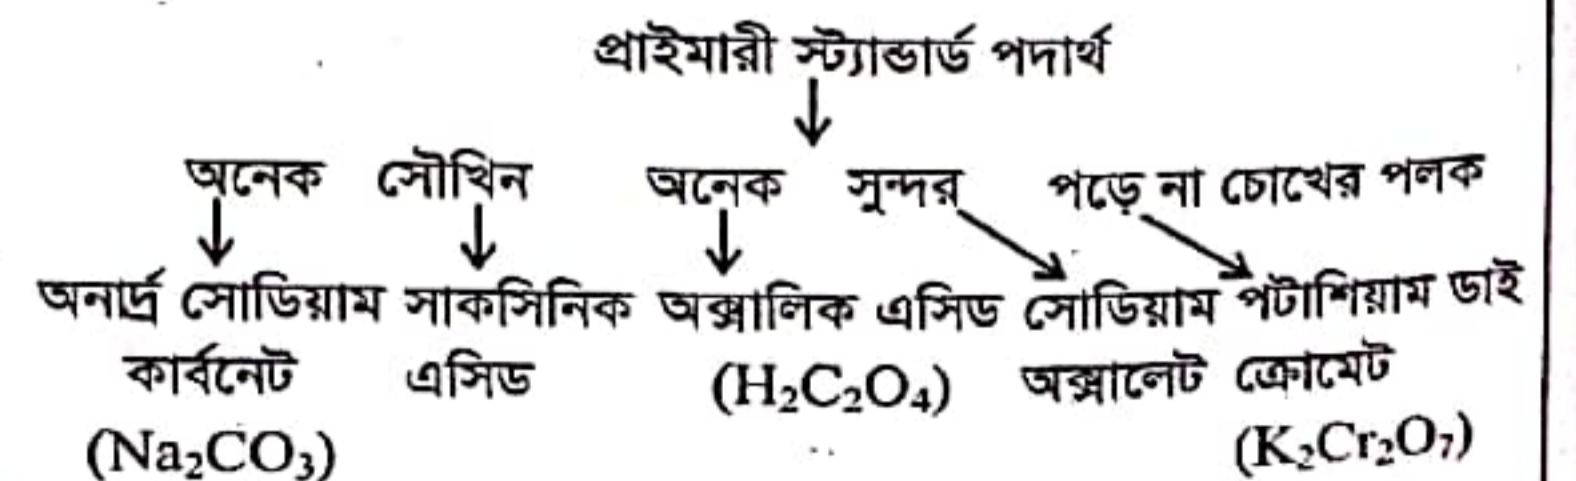 প্রাইমারী স্ট্যান্ডার্ড পদার্থ
অনেক সৌখিন অনেক সুন্দর পড়ে না চোখের পলক
অনার্দ্র সোডিয়াম সাকসিনিক অক্সালিক এসিড সোডিয়াম পটাশিয়াম ডাই
কার্বনেট এসিড (H₂C₂O₄) অক্সালেট ক্রোমেট
(Na₂CO₃) (K₂Cr₂O₇)